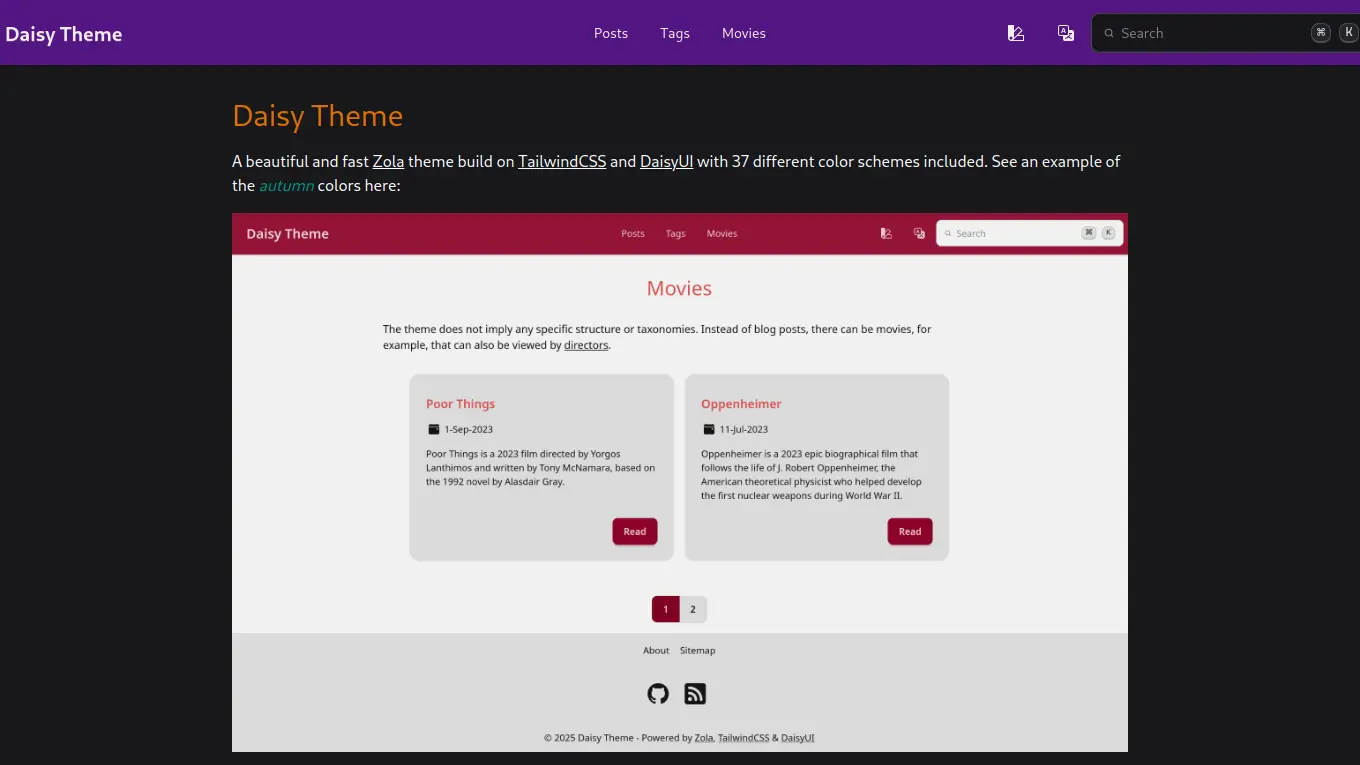 Daisy Theme Posts Tags Movies Search ⌘ K
Daisy Theme
A beautiful and fast Zola theme build on TailwindCSS and DaisyUI with 37 different color schemes included. See an example of
the autumn colors here:
Daisy Theme Posts Tags Movies Search ⌘ K
Movies
The theme does not imply any specific structure or taxonomies. Instead of blog posts, there can be movies, for
example, that can also be viewed by directors.
Poor Things
1-Sep-2023
Poor Things is a 2023 film directed by Yorgos
Lanthimos and written by Tony McNamara, based on
the 1992 novel by Alasdair Gray.
Read
Oppenheimer
11-Jul-2023
Oppenheimer is a 2023 epic biographical film that
follows the life of J. Robert Oppenheimer, the
American theoretical physicist who helped develop
the first nuclear weapons during World War II.
Read
1 2
About Sitemap
© 2025 Daisy Theme - Powered by Zola, TailwindCSS & DaisyUI